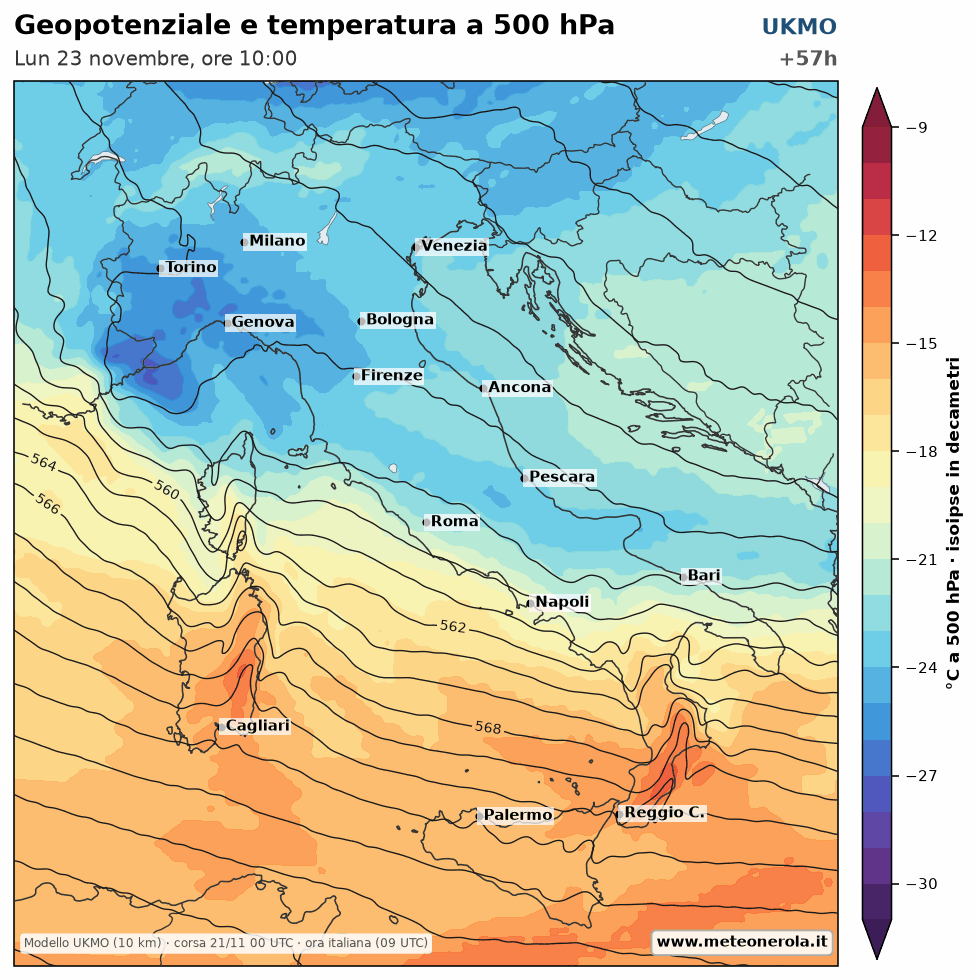 Geopotenziale e temperatura a 500 hPa
UKMO
Lun 23 novembre, ore 10:00
+57h
Milano
Venezia
Torino
Genova
Bologna
Firenze
Ancona
564
560
566
Pescara
Roma
Bari
Napoli
562
Cagliari
568
Palermo
Reggio C.
Modello UKMO (10 km) · corsa 21/11 00 UTC · ora italiana (09 UTC)
www.meteonerola.it
−9
−12
−15
−18
−21
−24
−27
−30
°C a 500 hPa · isoipse in decametri